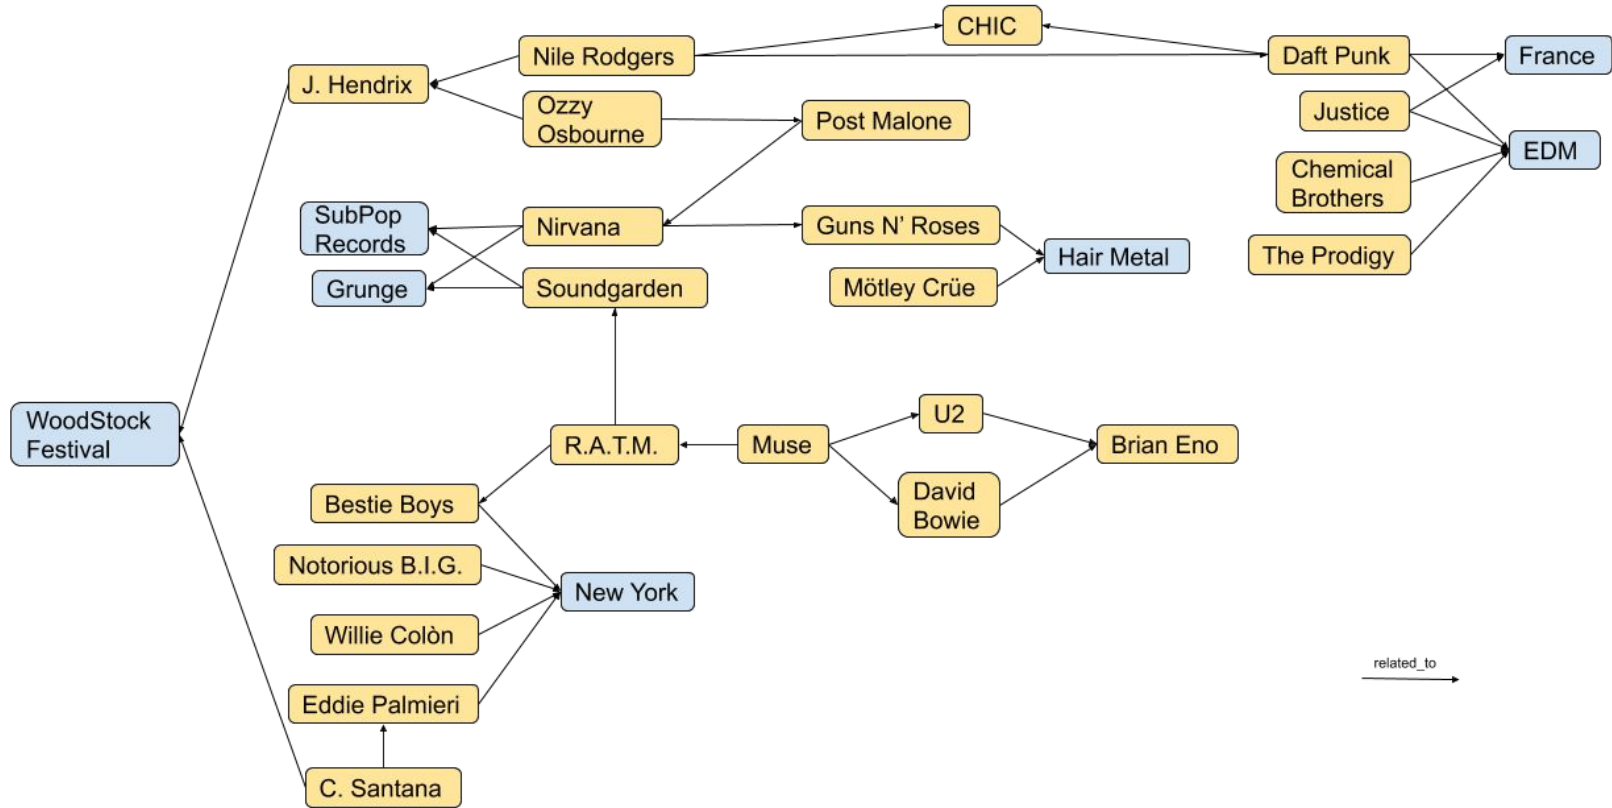 CHIC
Nile Rodgers
Daft Punk
France
J. Hendrix
Ozzy
Osbourne
Post Malone
Justice
EDM
Chemical
Brothers
SubPop
Records
Nirvana
Guns N’ Roses
Hair Metal
The Prodigy
Grunge
Soundgarden
Mötley Crüe
WoodStock
Festival
U2
R.A.T.M.
Muse
Brian Eno
David
Bowie
Bestie Boys
Notorious B.I.G.
New York
Willie Colòn
related_to
Eddie Palmieri
C. Santana